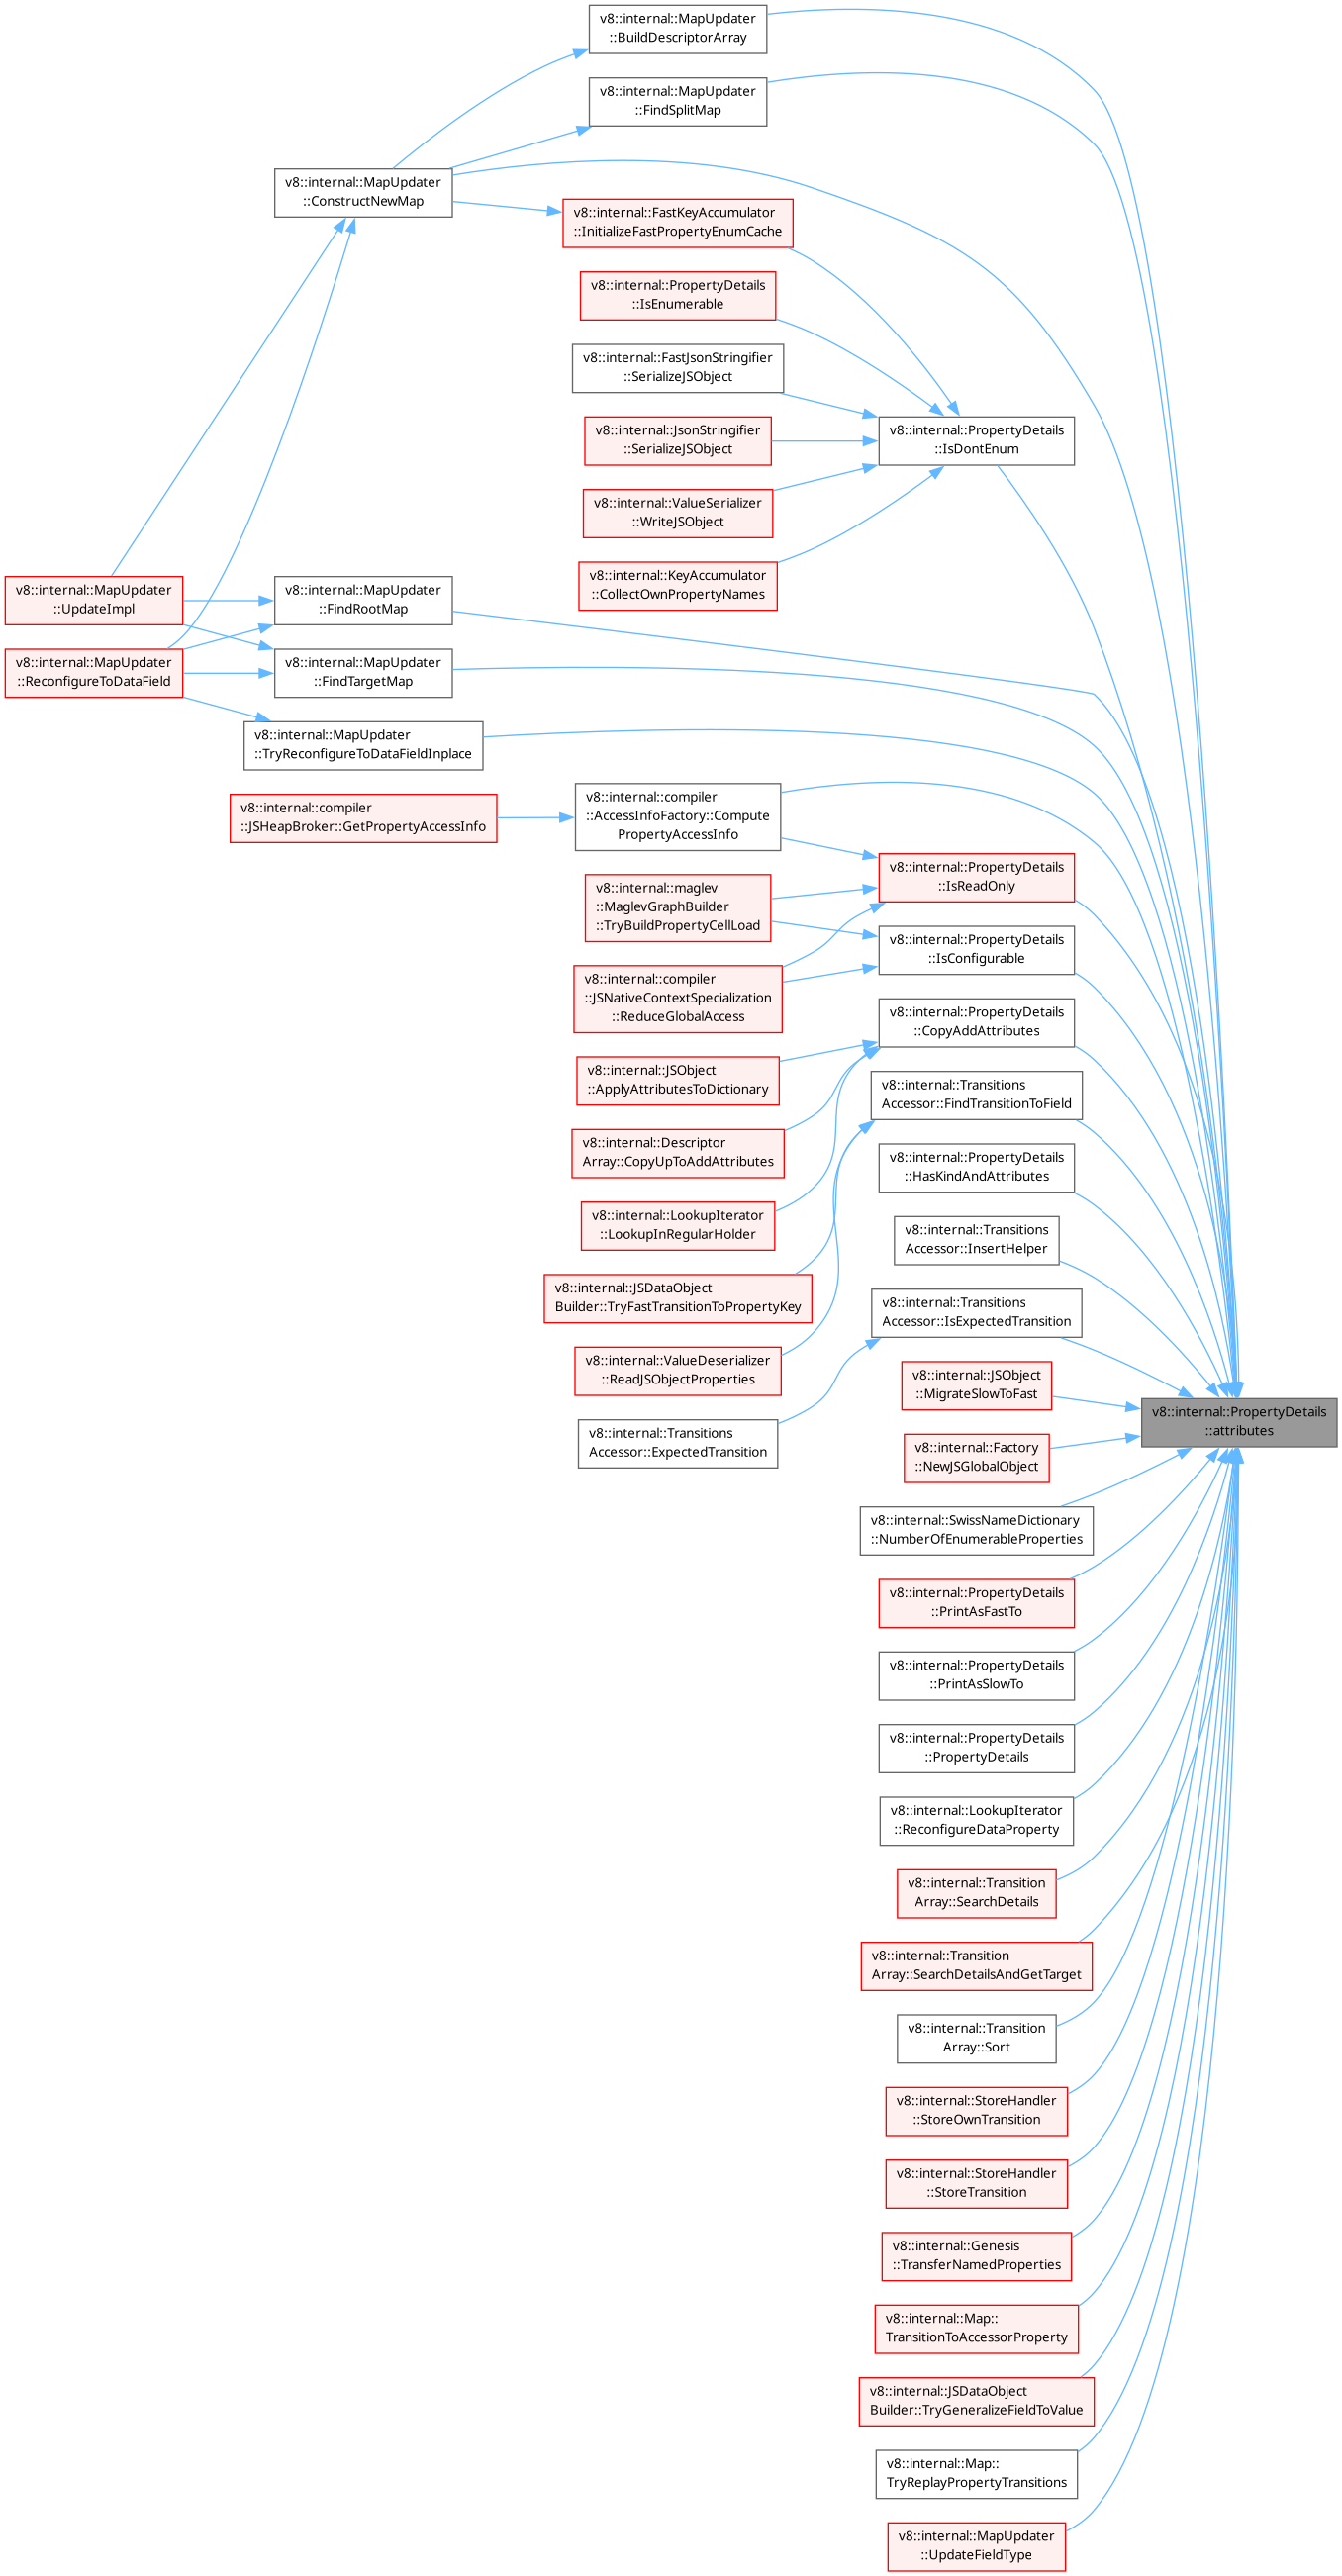 v8::internal::MapUpdater
::BuildDescriptorArray
v8::internal::MapUpdater
::FindSplitMap
v8::internal::MapUpdater
::ConstructNewMap
v8::internal::FastKeyAccumulator
::InitializeFastPropertyEnumCache
v8::internal::PropertyDetails
::IsEnumerable
v8::internal::FastJsonStringifier
::SerializeJSObject
v8::internal::JsonStringifier
::SerializeJSObject
v8::internal::PropertyDetails
::IsDontEnum
v8::internal::ValueSerializer
::WriteJSObject
v8::internal::KeyAccumulator
::CollectOwnPropertyNames
v8::internal::MapUpdater
::UpdateImpl
v8::internal::MapUpdater
::FindRootMap
v8::internal::MapUpdater
::ReconfigureToDataField
v8::internal::MapUpdater
::FindTargetMap
v8::internal::MapUpdater
::TryReconfigureToDataFieldInplace
v8::internal::compiler
::JSHeapBroker::GetPropertyAccessInfo
v8::internal::compiler
::AccessInfoFactory::Compute
PropertyAccessInfo
v8::internal::PropertyDetails
::IsReadOnly
v8::internal::maglev
::MaglevGraphBuilder
::TryBuildPropertyCellLoad
v8::internal::PropertyDetails
::IsConfigurable
v8::internal::compiler
::JSNativeContextSpecialization
::ReduceGlobalAccess
v8::internal::PropertyDetails
::CopyAddAttributes
v8::internal::JSObject
::ApplyAttributesToDictionary
v8::internal::Transitions
Accessor::FindTransitionToField
v8::internal::Descriptor
Array::CopyUpToAddAttributes
v8::internal::PropertyDetails
::HasKindAndAttributes
v8::internal::LookupIterator
::LookupInRegularHolder
v8::internal::Transitions
Accessor::InsertHelper
v8::internal::JSDataObject
Builder::TryFastTransitionToPropertyKey
v8::internal::Transitions
Accessor::IsExpectedTransition
v8::internal::ValueDeserializer
::ReadJSObjectProperties
v8::internal::JSObject
::MigrateSlowToFast
v8::internal::PropertyDetails
::attributes
v8::internal::Transitions
Accessor::ExpectedTransition
v8::internal::Factory
::NewJSGlobalObject
v8::internal::SwissNameDictionary
::NumberOfEnumerableProperties
v8::internal::PropertyDetails
::PrintAsFastTo
v8::internal::PropertyDetails
::PrintAsSlowTo
v8::internal::PropertyDetails
::PropertyDetails
v8::internal::LookupIterator
::ReconfigureDataProperty
v8::internal::Transition
Array::SearchDetails
v8::internal::Transition
Array::SearchDetailsAndGetTarget
v8::internal::Transition
Array::Sort
v8::internal::StoreHandler
::StoreOwnTransition
v8::internal::StoreHandler
::StoreTransition
v8::internal::Genesis
::TransferNamedProperties
v8::internal::Map::
TransitionToAccessorProperty
v8::internal::JSDataObject
Builder::TryGeneralizeFieldToValue
v8::internal::Map::
TryReplayPropertyTransitions
v8::internal::MapUpdater
::UpdateFieldType